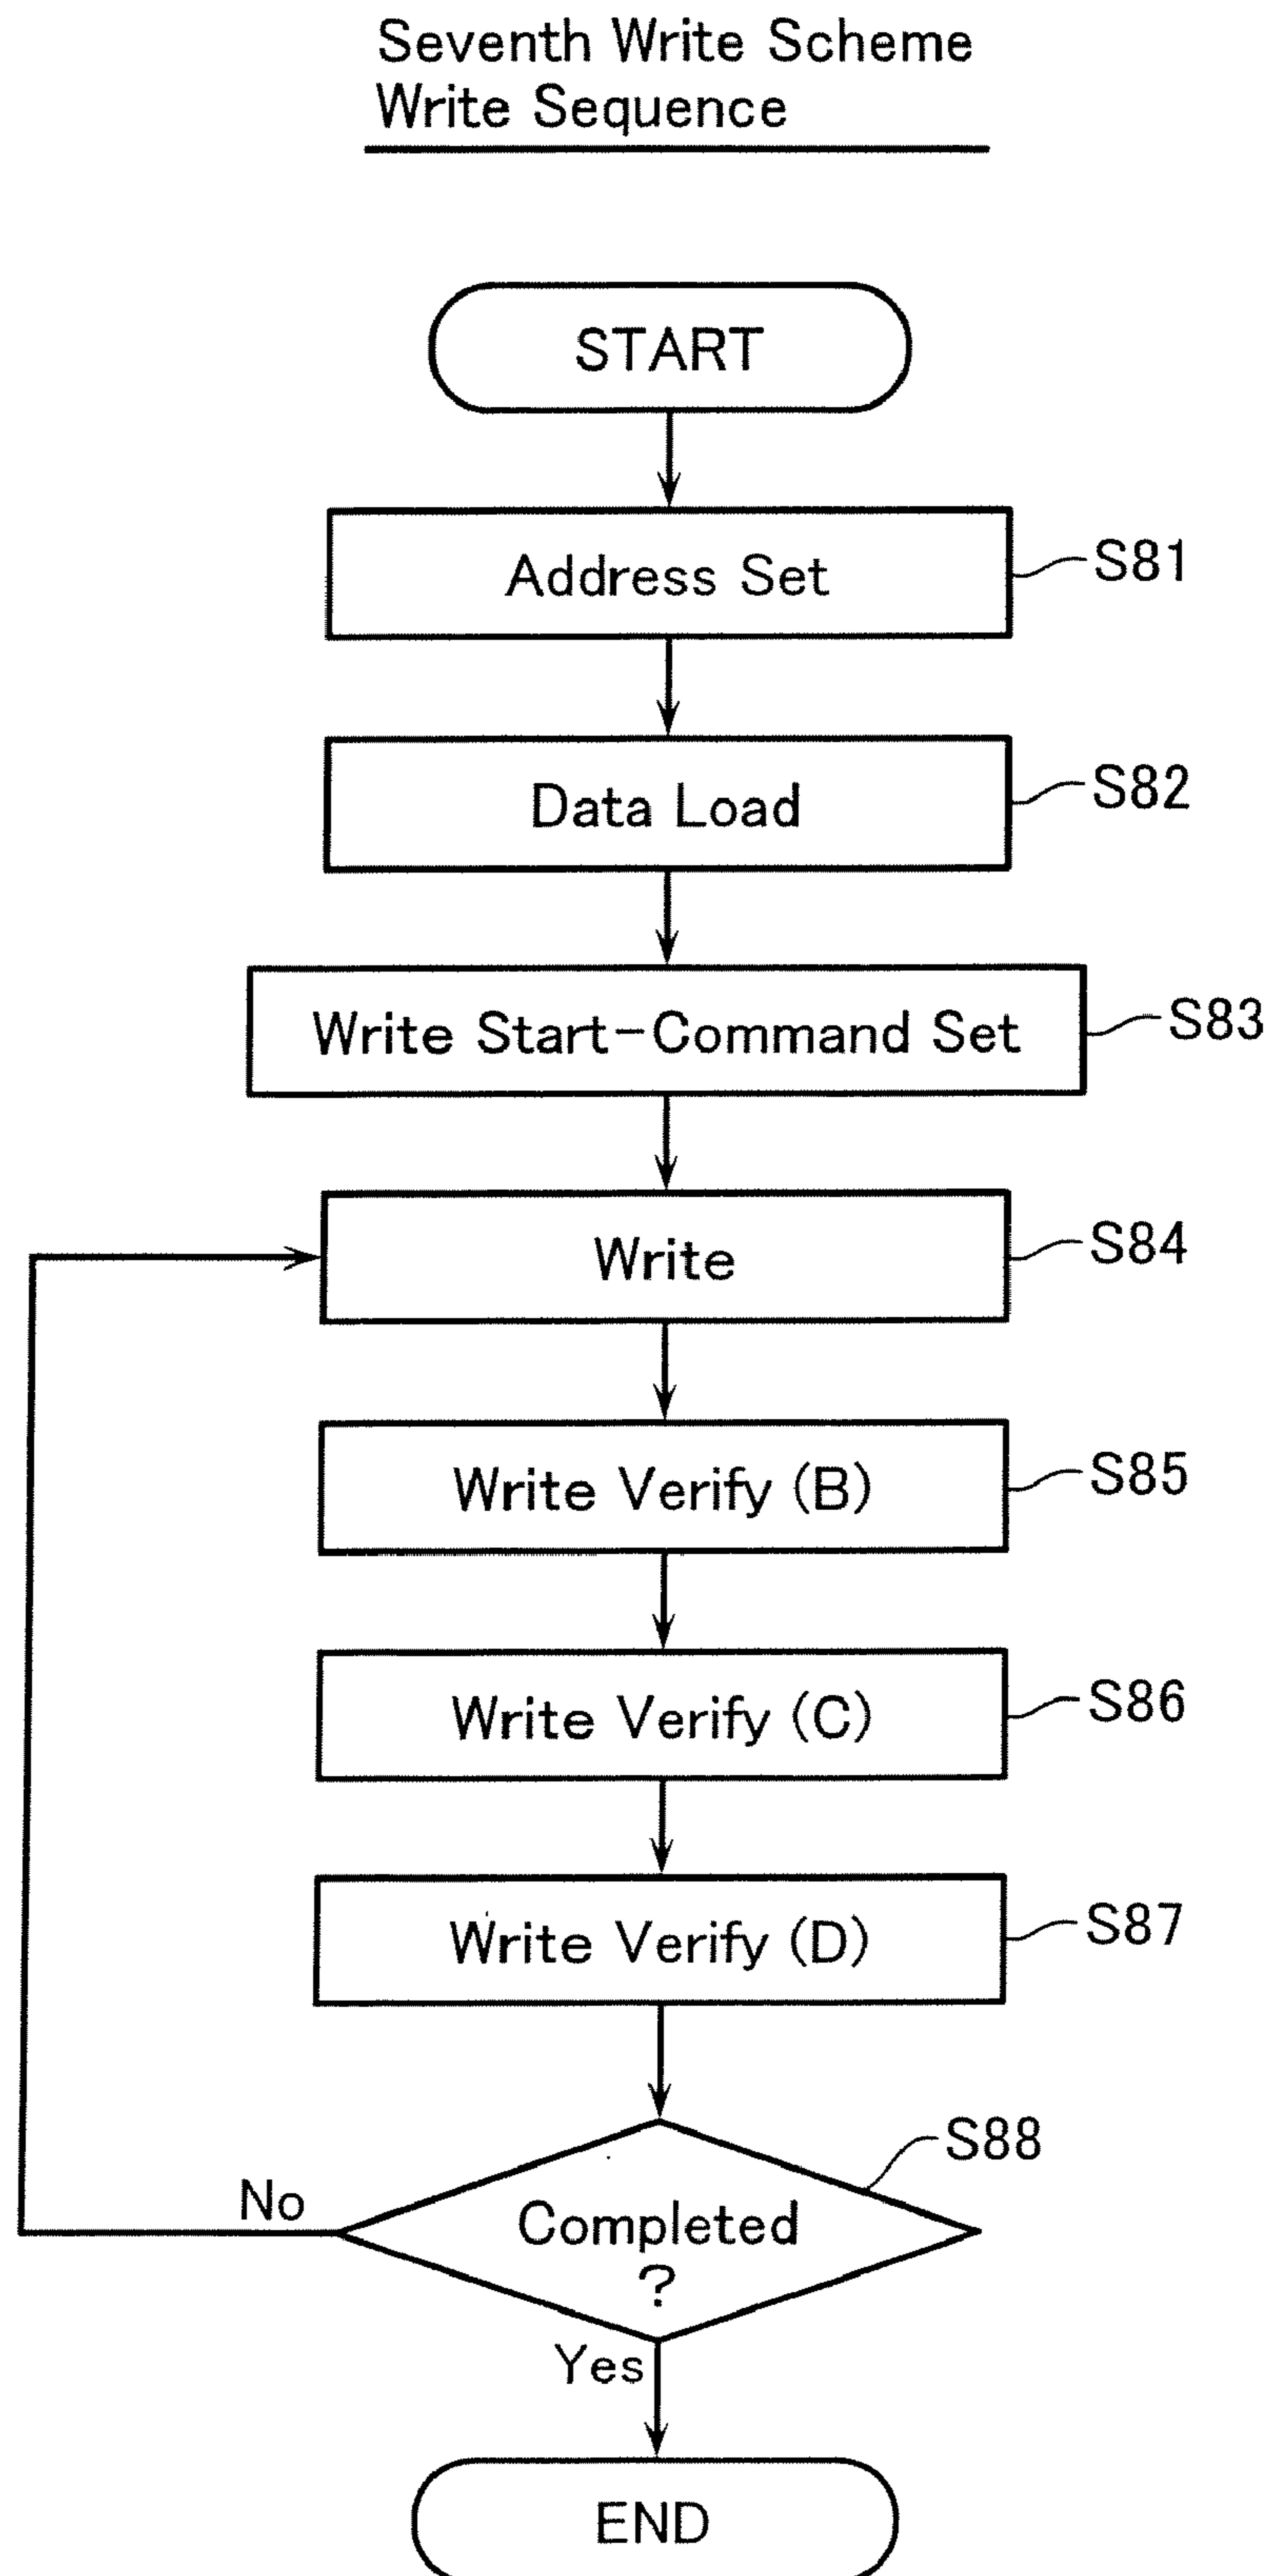 Seventh Write Scheme
Write Sequence
START
Address Set
S81
Data Load
S82
Write Start-Command Set
S83
Write
S84
Write Verify (B)
S85
Write Verify (C)
S86
Write Verify (D)
S87
S88
Completed
?
No
Yes
END